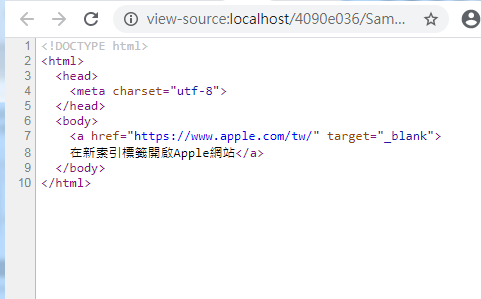 view-source:localhost/4090e036/Sam...
1 <!DOCTYPE html>
2 <html>
3 <head>
4 <meta charset="utf-8">
5 </head>
6 <body>
7 <a href="https://www.apple.com/tw/" target="_blank">
8 在新索引標籤開啟Apple網站</a>
9 </body>
10 </html>